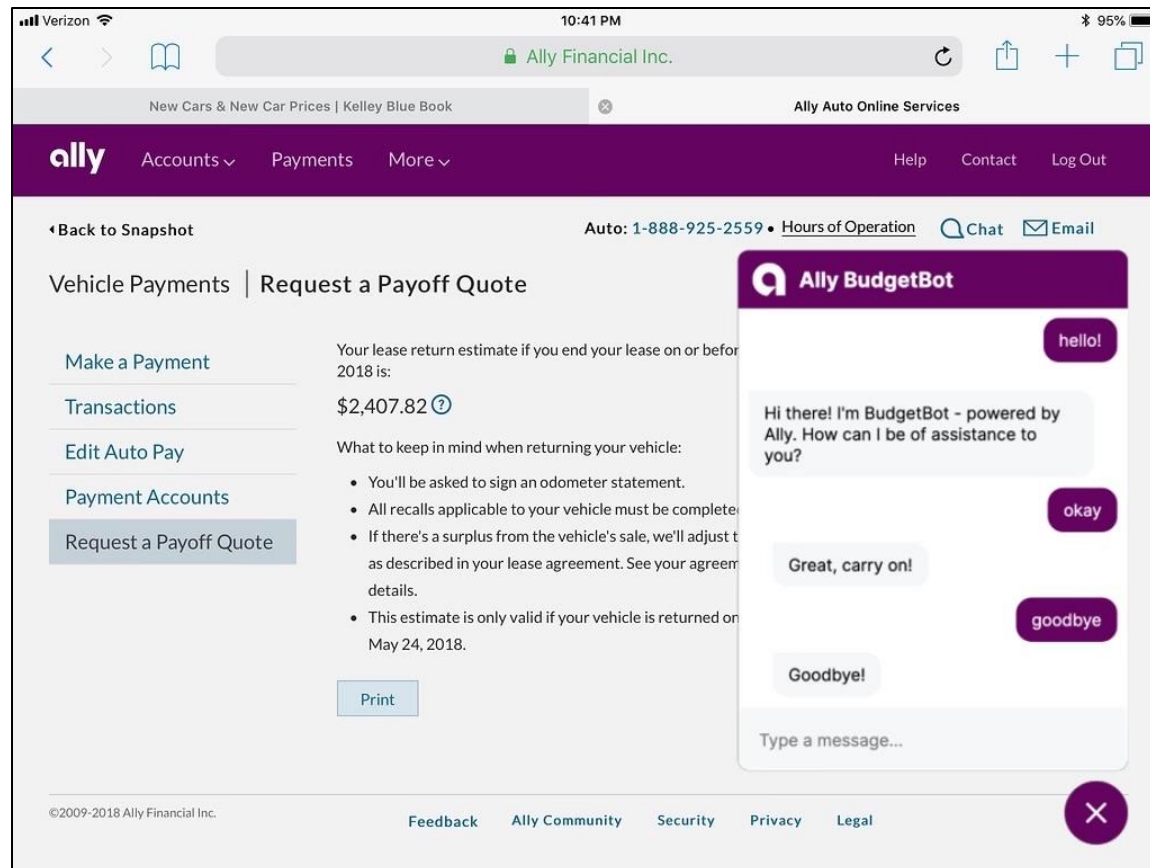 Verizon
10:41 PM
95%
Ally Financial Inc.
New Cars & New Car Prices | Kelley Blue Book
Ally Auto Online Services
ally
Accounts
Payments
More
Help
Contact
Log Out
Back to Snapshot
Auto: 1-888-925-2559 • Hours of Operation
Chat
Email
Vehicle Payments | Request a Payoff Quote
Make a Payment
Transactions
Edit Auto Pay
Payment Accounts
Request a Payoff Quote
Your lease return estimate if you end your lease on or
2018 is:
$2,407.82 ?
What to keep in mind when returning your vehicle:
• You'll be asked to sign an odometer statement.
• All recalls applicable to your vehicle must be
• If there's a surplus from the vehicle's sale, we'll adjust
as described in your lease agreement. See your
details.
• This estimate is only valid if your vehicle is returned
May 24, 2018.
Print
Ally BudgetBot
hello!
Hi there! I'm BudgetBot - powered by
Ally. How can I be of assistance to
you?
okay
Great, carry on!
goodbye
Goodbye!
Type a message...
©2009-2018 Ally Financial Inc.
Feedback
Ally Community
Security
Privacy
Legal